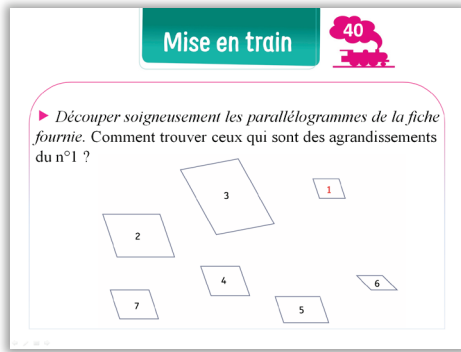 Mise en train
40
► Découper soigneusement les parallélogrammes de la fiche
fournie. Comment trouver ceux qui sont des agrandissements
du n°1 ?
3
1
2
4
6
7
5